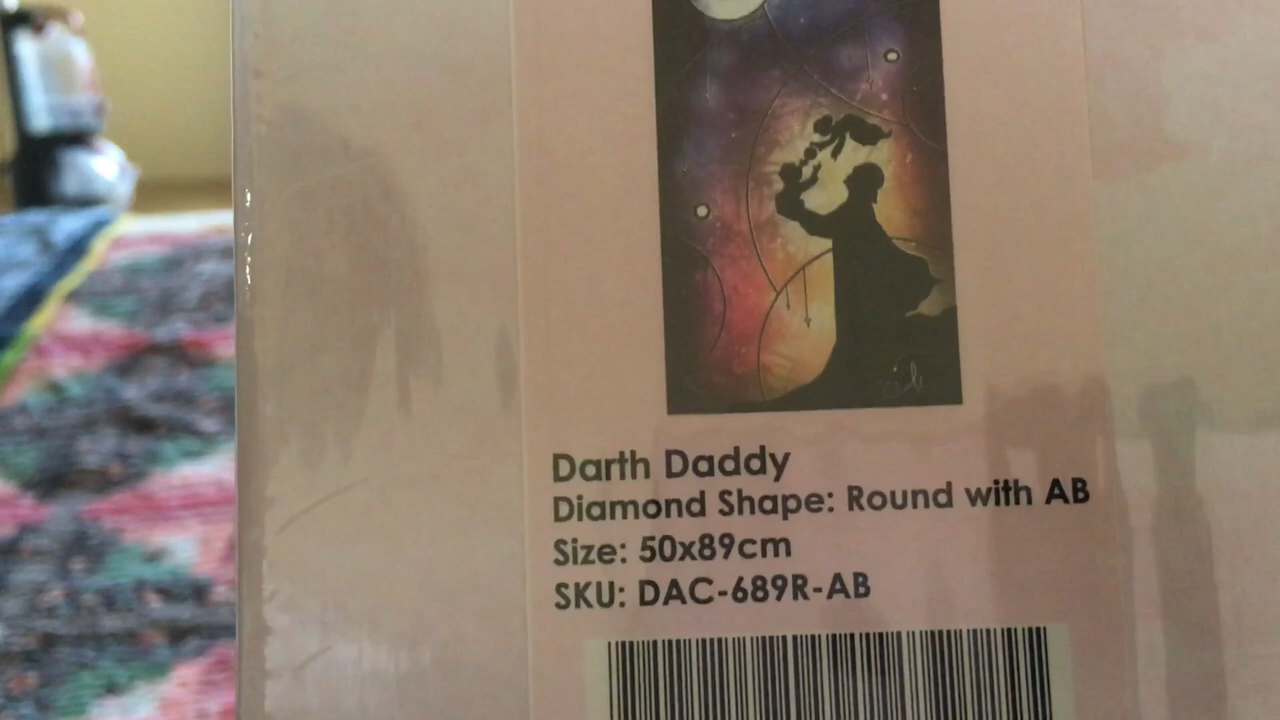 Darth Daddy
Diamond Shape: Round with AB
Size: 50x89cm
SKU: DAC-689R-AB